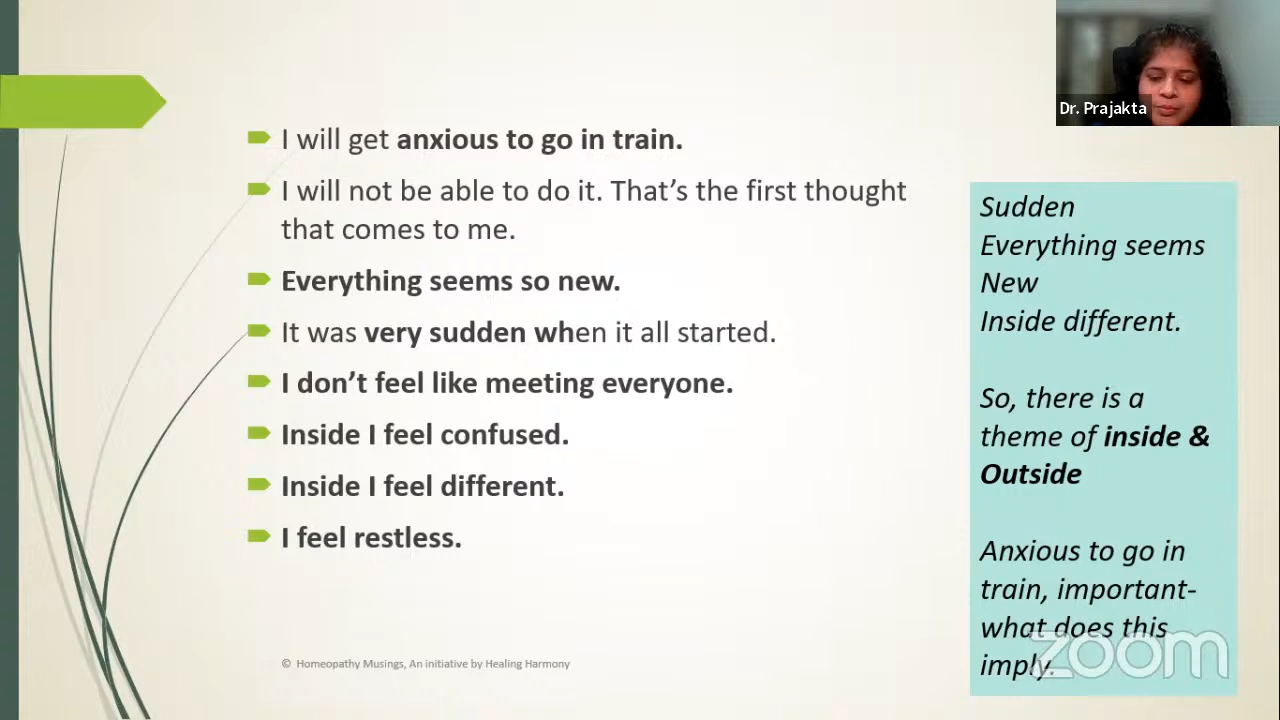 Dr. Prajakta
I will get anxious to go in train.
I will not be able to do it. That’s the first thought
that comes to me.
Everything seems so new.
It was very sudden when it all started.
I don’t feel like meeting everyone.
Inside I feel confused.
Inside I feel different.
I feel restless.
Sudden
Everything seems
New
Inside different.
So, there is a
theme of inside &
Outside
Anxious to go in
train, important-
what does this
imply.
zoom
© Homeopathy Musings, An initiative by Healing Harmony